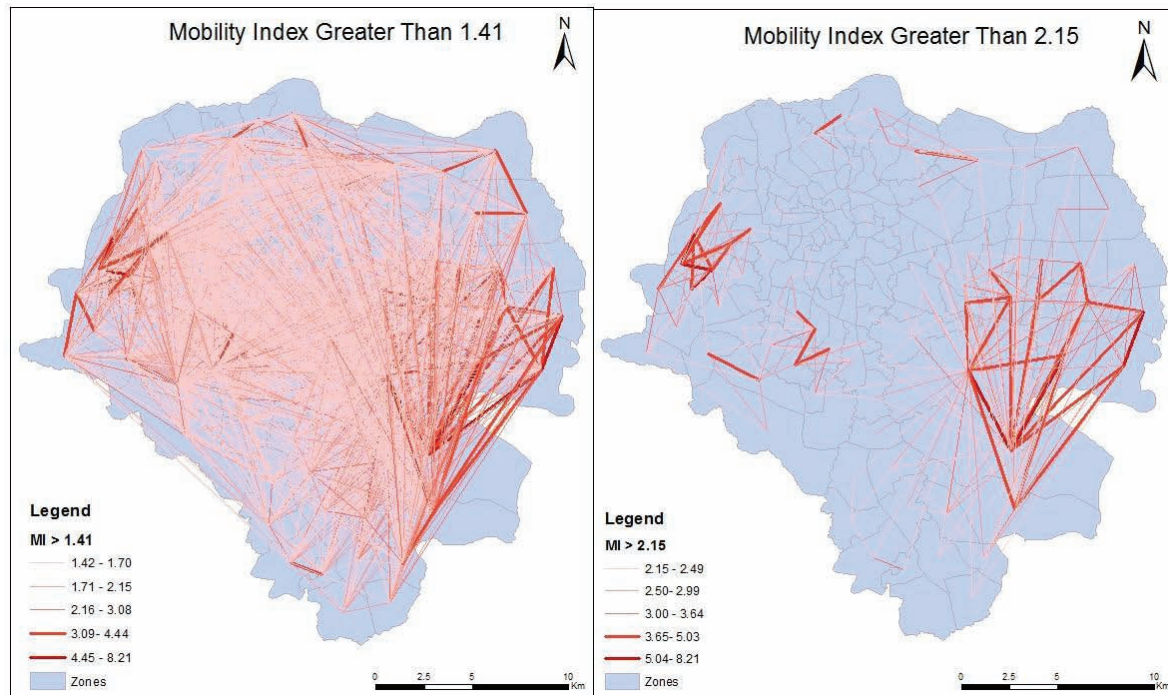 Mobility Index Greater Than 1.41
N
Legend
MI > 1.41
1.42 - 1.70
1.71 - 2.15
2.16 - 3.08
3.09- 4.44
4.45 - 8.21
Zones
0 2.5 5 10
Km
Mobility Index Greater Than 2.15
N
Legend
MI > 2.15
2.15 - 2.49
2.50 - 2.99
3.00 - 3.64
3.65- 5.03
5.04- 8.21
Zones
0 2.5 5 10
Km